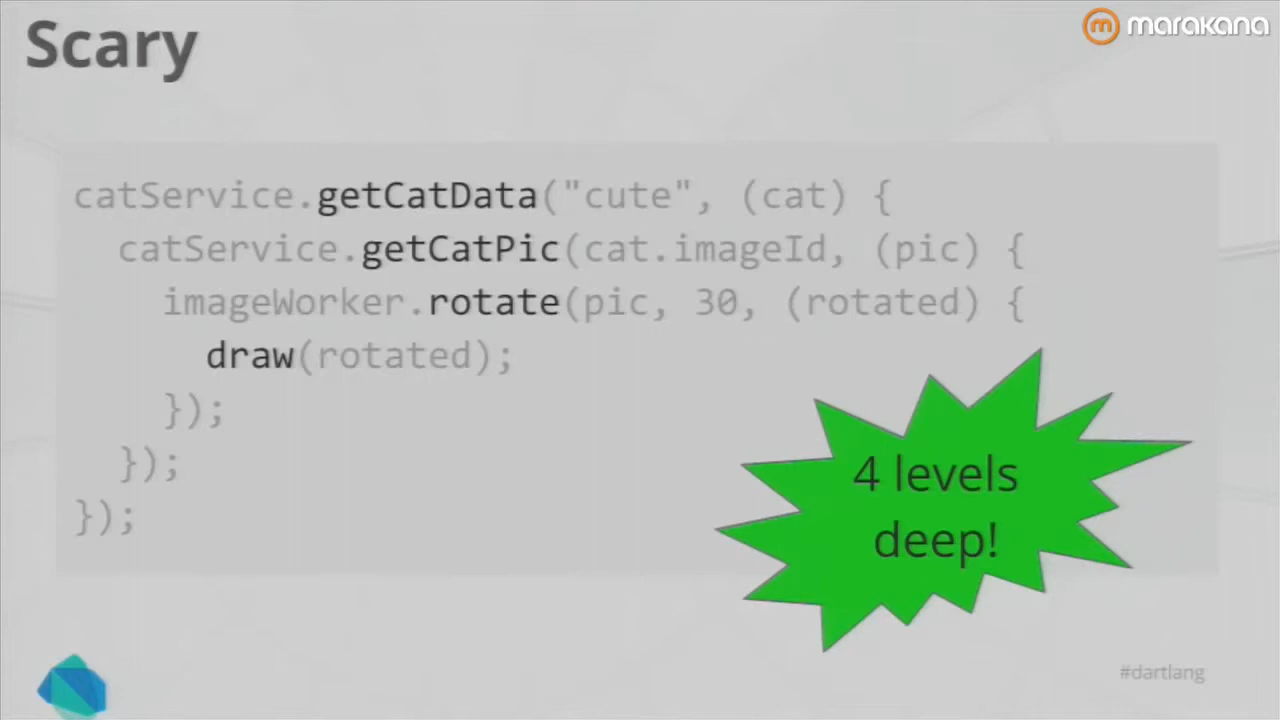 Scary
marakana
catService.getCatData("cute", (cat) {
  catService.getCatPic(cat.imageId, (pic) {
    imageWorker.rotate(pic, 30, (rotated) {
      draw(rotated);
    });
  });
});
4 levels
deep!
#dartlang